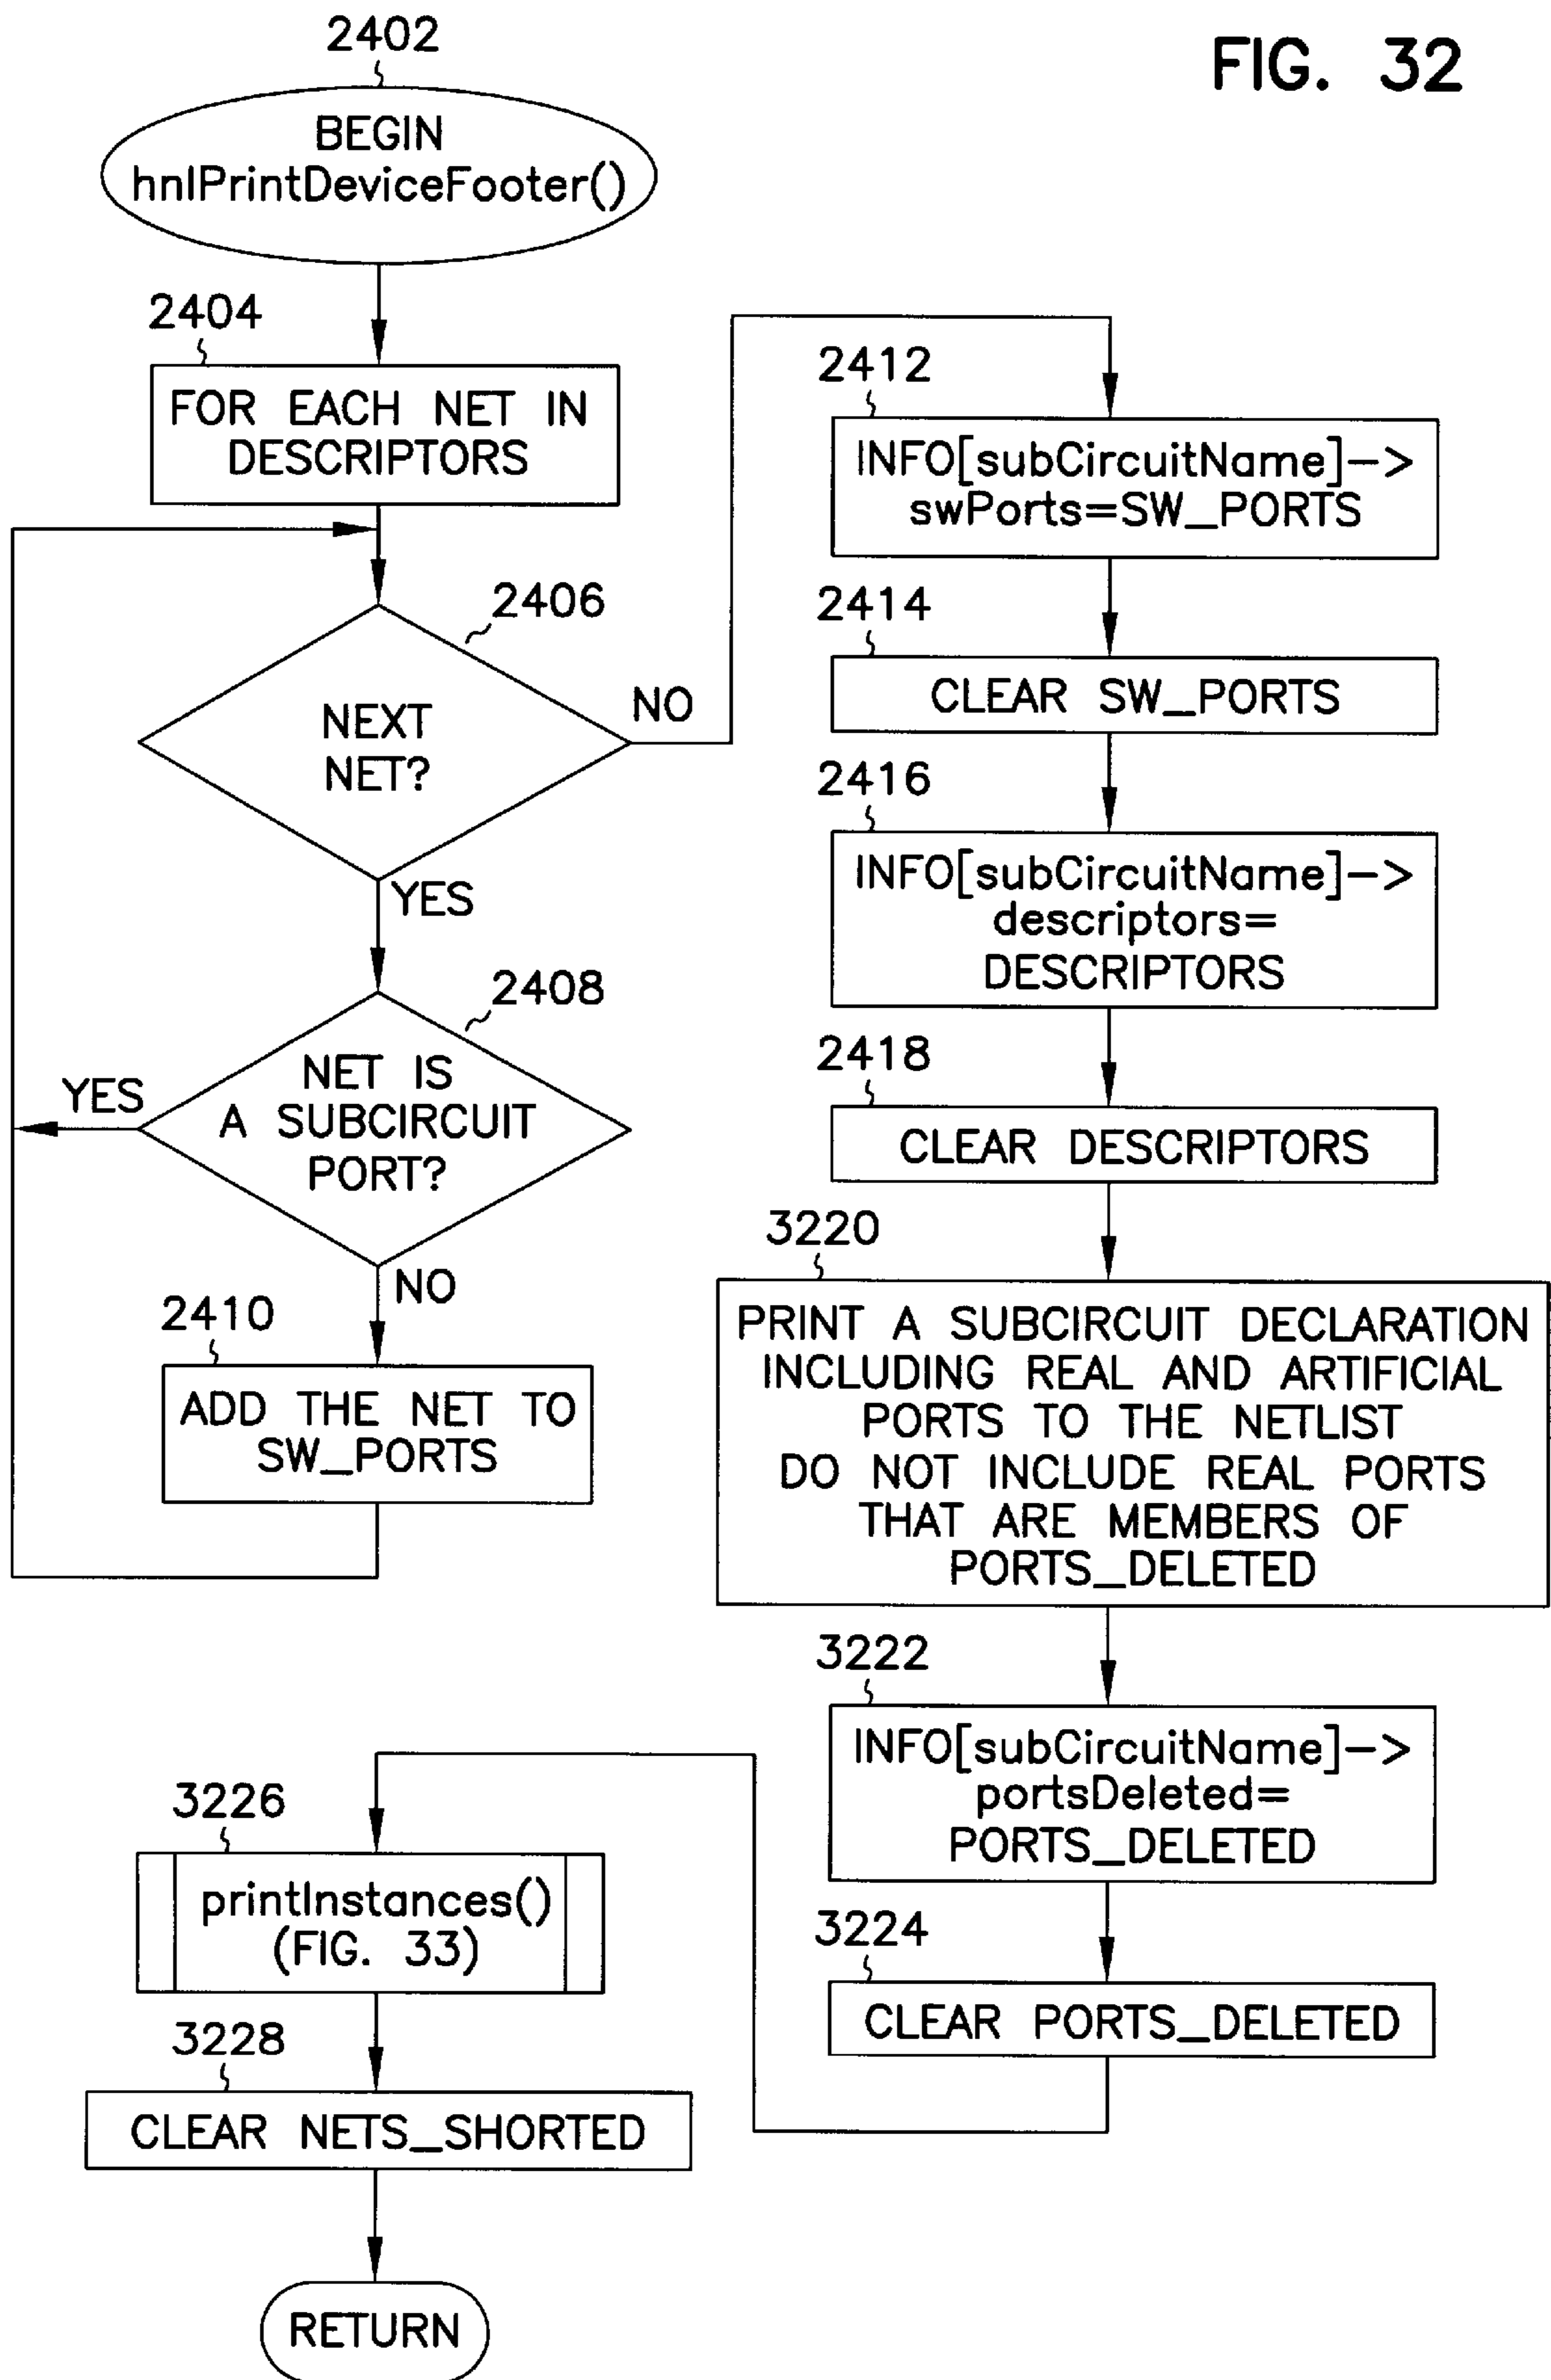 FIG. 32
2402
BEGIN
hnlPrintDeviceFooter()
2404
FOR EACH NET IN
DESCRIPTORS
2406
NEXT
NET?
NO
YES
2408
NET IS
A SUBCIRCUIT
PORT?
YES
NO
2410
ADD THE NET TO
SW_PORTS
2412
INFO[subCircuitName]->
swPorts=SW_PORTS
2414
CLEAR SW_PORTS
2416
INFO[subCircuitName]->
descriptors=
DESCRIPTORS
2418
CLEAR DESCRIPTORS
3220
PRINT A SUBCIRCUIT DECLARATION
INCLUDING REAL AND ARTIFICIAL
PORTS TO THE NETLIST
DO NOT INCLUDE REAL PORTS
THAT ARE MEMBERS OF
PORTS_DELETED
3222
INFO[subCircuitName]->
portsDeleted=
PORTS_DELETED
3224
CLEAR PORTS_DELETED
3226
printInstances()
(FIG. 33)
3228
CLEAR NETS_SHORTED
RETURN